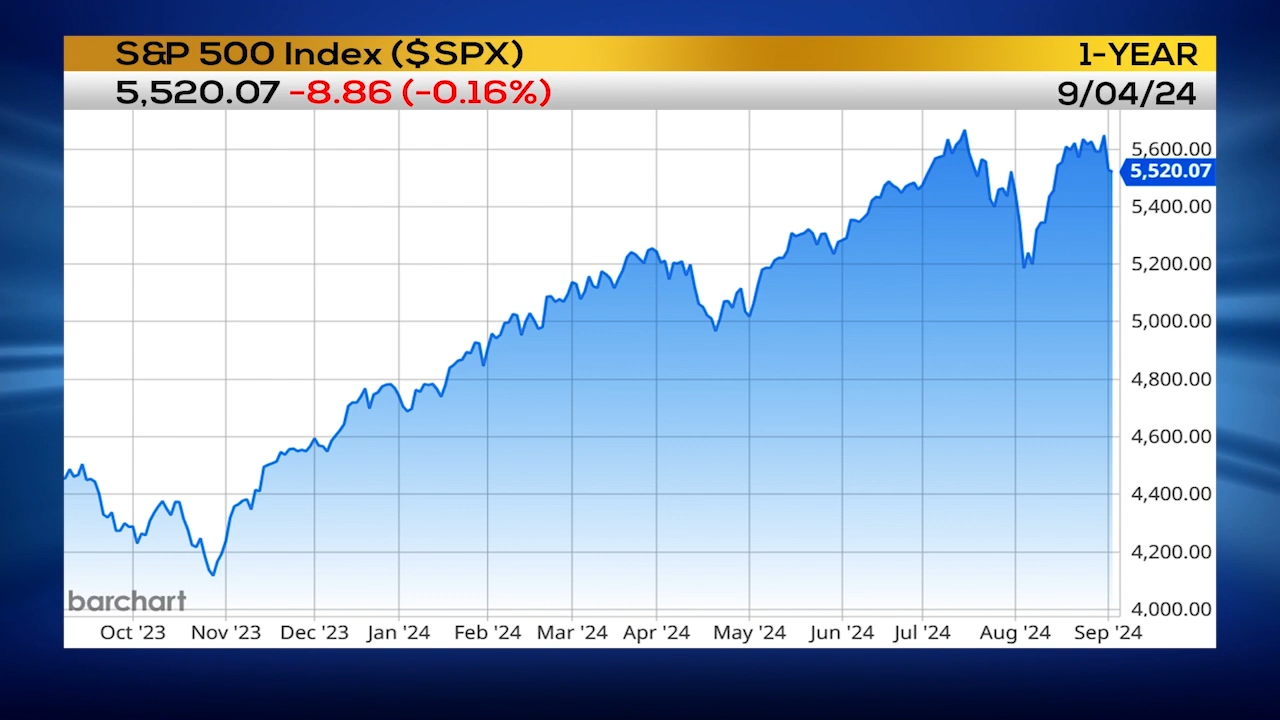 S&P 500 Index ($SPX) 1-YEAR
5,520.07 -8.86 (-0.16%) 9/04/24
5,600.00
5,520.07
5,400.00
5,200.00
5,000.00
4,800.00
4,600.00
4,400.00
4,200.00
barchart
4,000.00
Oct '23 Nov '23 Dec '23 Jan '24 Feb '24 Mar '24 Apr '24 May '24 Jun '24 Jul '24 Aug '24 Sep '24